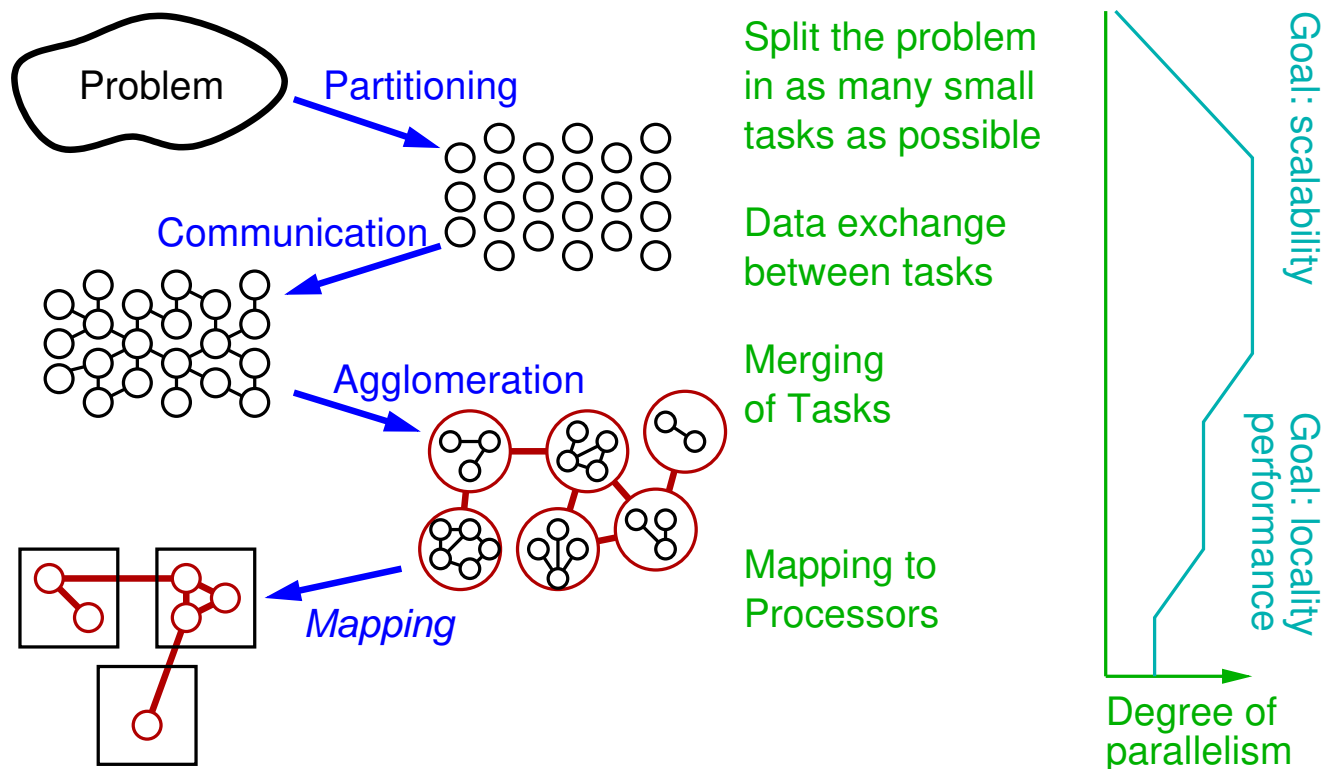 Problem
Partitioning
Split the problem
in as many small
tasks as possible
Communication
Data exchange
between tasks
Agglomeration
Merging
of Tasks
Mapping
Mapping to
Processors
Goal: scalability
Goal: locality
performance
Degree of
parallelism